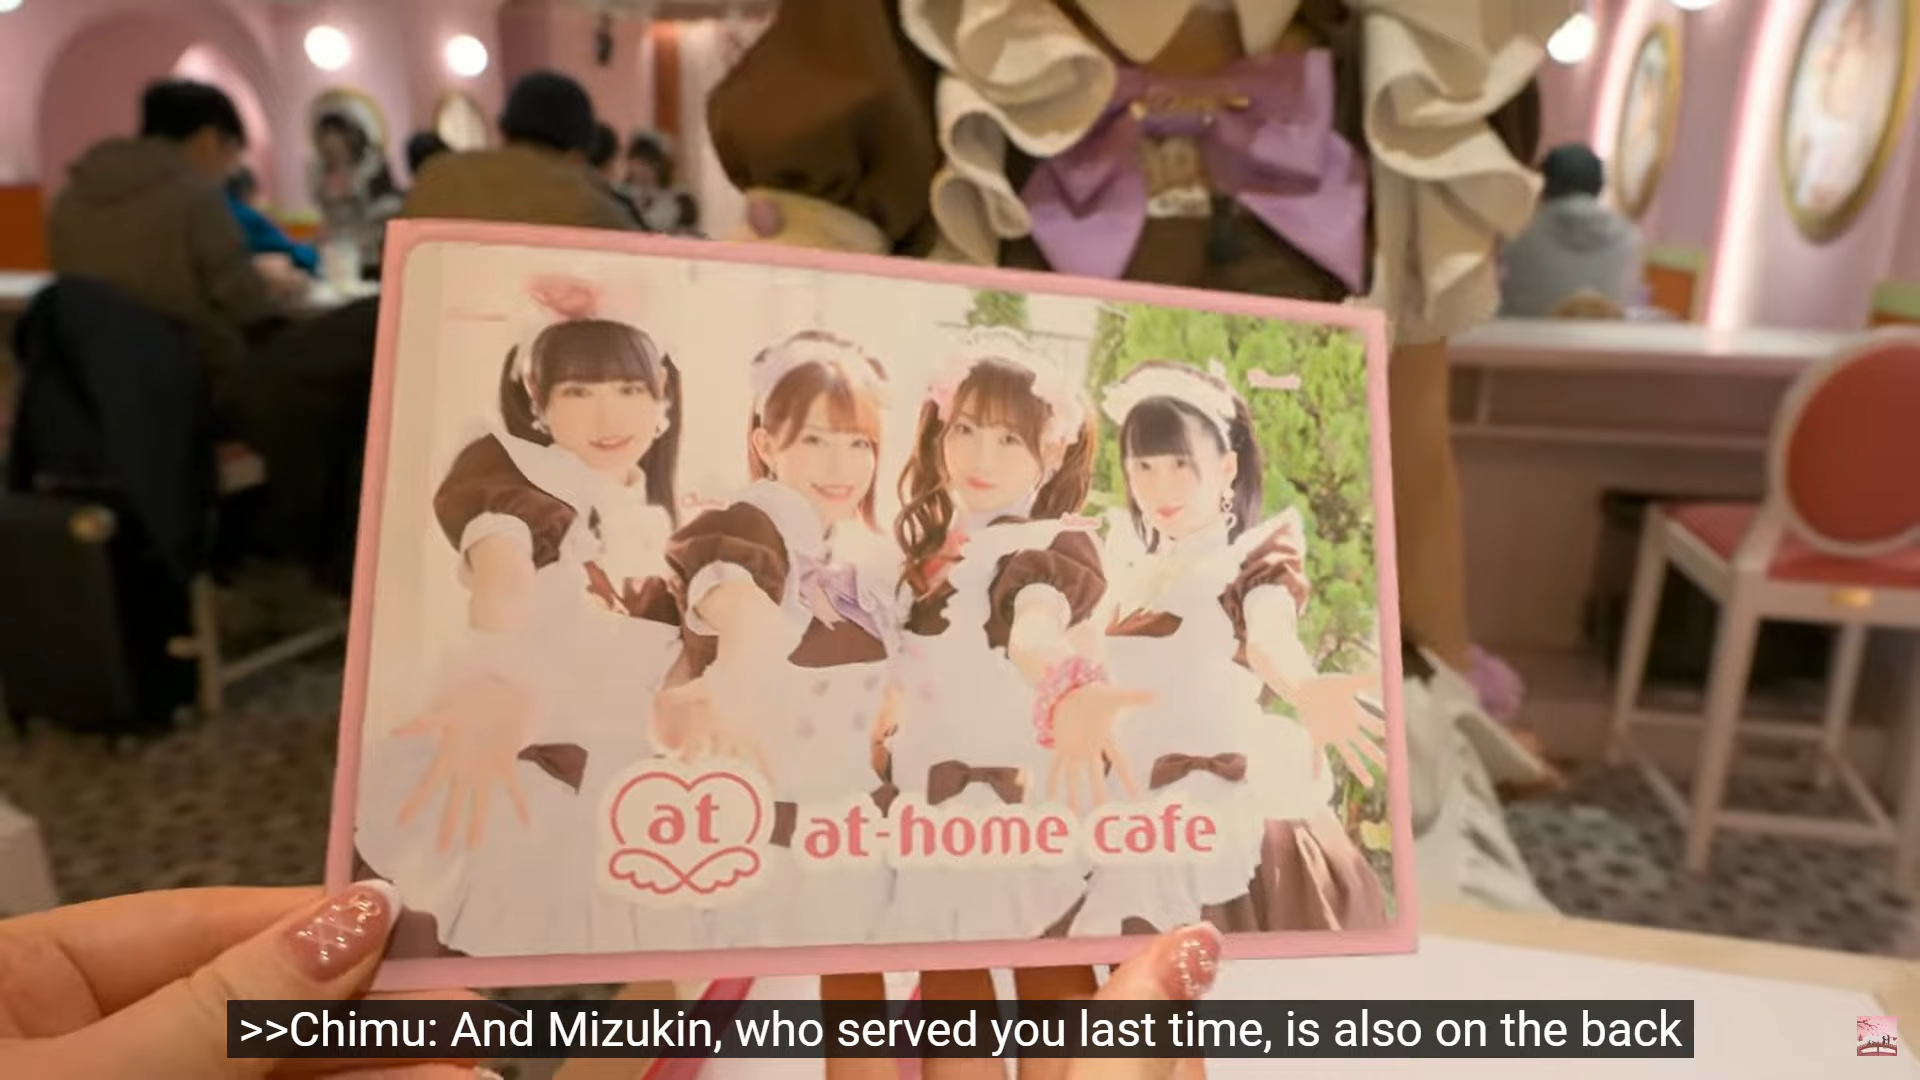 at
at-home cafe
>>Chimu: And Mizukin, who served you last time, is also on the back